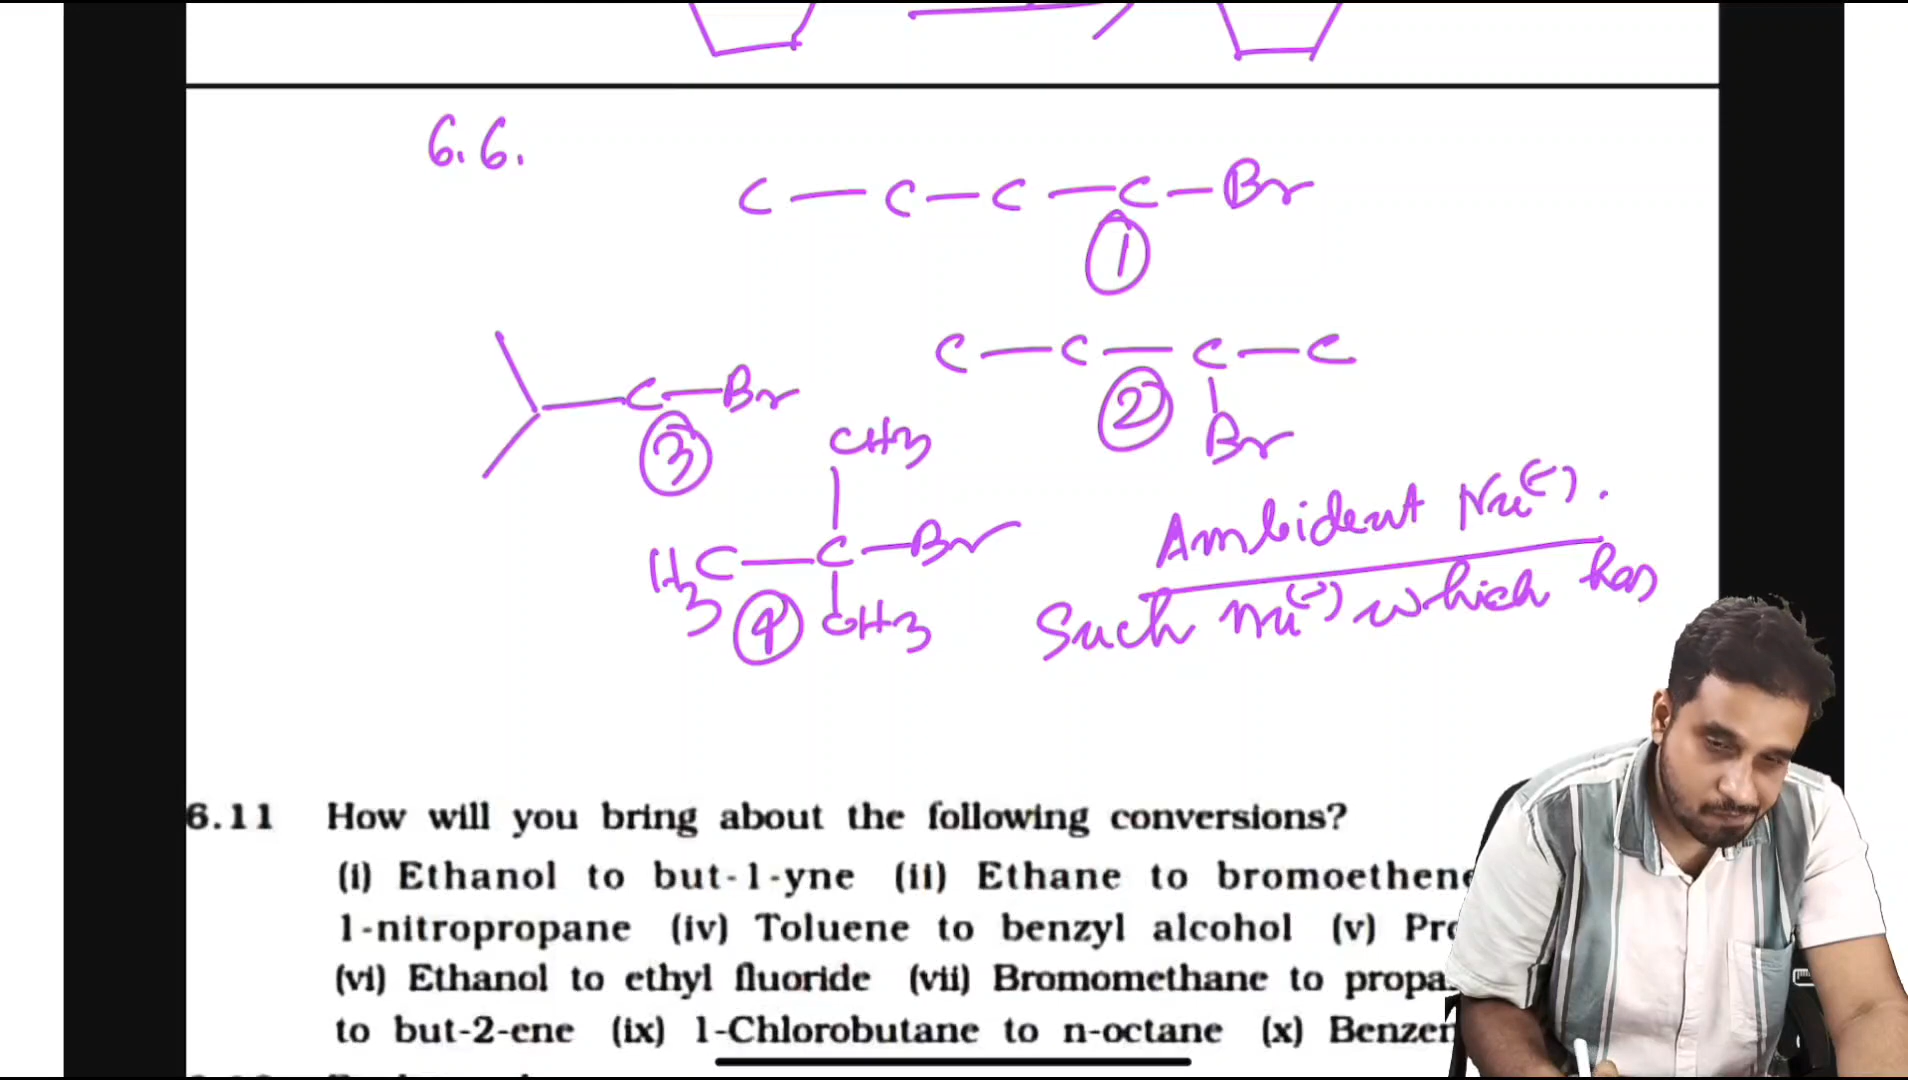 6.6.
C — C — C — C — Br
1
C — C — C — C
2
Br
C — Br
3
CH3
H3C — C — Br
4
CH3
Ambident Nu(-).
Such nu(-) which has
6.11 How will you bring about the following conversions?
(i) Ethanol to but-1-yne (ii) Ethane to bromoethene
1-nitropropane (iv) Toluene to benzyl alcohol (v)
(vi) Ethanol to ethyl fluoride (vii) Bromomethane to
to but-2-ene (ix) 1-Chlorobutane to n-octane (x)